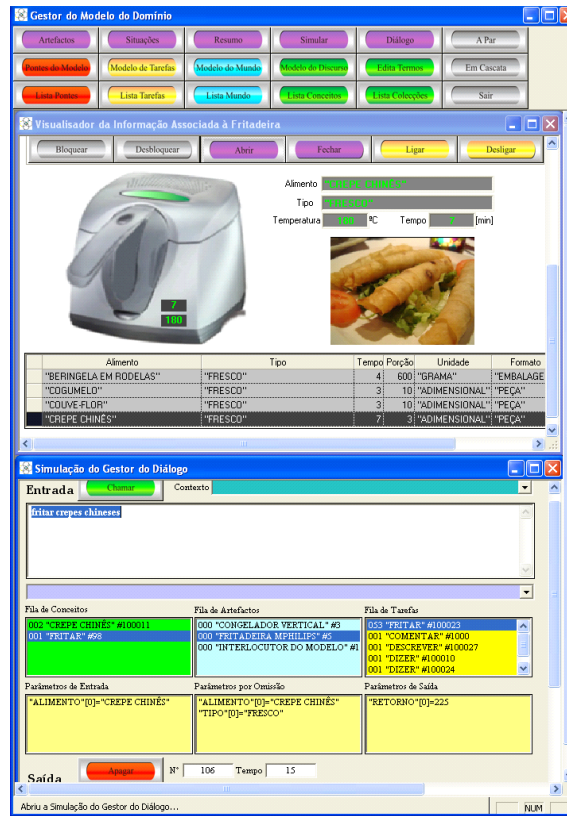 Gestor do Modelo do Domínio
Artefactos Situações Resumo Simular Diálogo A Par
Pontes do Modelo Modelo de Tarefas Modelo do Mundo Modelo do Discurso Edita Termos Em Cascata
Lista Pontes Lista Tarefas Lista Mundo Lista Conceitos Lista Colecções Sair
Visualisador da Informação Associada à Fritadeira
Bloquear Desbloquear Abrir Fechar Ligar Desligar
Alimento "CREPE CHINÊS"
Tipo "FRESCO"
Temperatura 180 ºC Tempo 7 [min]
7
180
Alimento Tipo Tempo Porção Unidade Formato
"BERINGELA EM RODELAS" "FRESCO" 4 600 "GRAMA" "EMBALAGE
"COGUMELO" "FRESCO" 3 10 "ADIMENSIONAL" "PEÇA"
"COUVE-FLOR" "FRESCO" 3 10 "ADIMENSIONAL" "PEÇA"
"CREPE CHINÊS" "FRESCO" 7 3 "ADIMENSIONAL" "PEÇA"
Simulação do Gestor do Diálogo
Entrada Chamar Contexto
fritar crepes chineses
Fila de Conceitos Fila de Artefactos Fila de Tarefas
002 "CREPE CHINÊS" #100011 000 "CONGELADOR VERTICAL" #3 053 "FRITAR" #100023
001 "FRITAR" #98 000 "FRITADEIRA MPHILIPS" #5 001 "COMENTAR" #1000
000 "INTERLOCUTOR DO MODELO" #1 001 "DESCREVER" #100027
001 "DIZER" #100010
001 "DIZER" #100024
Parâmetros de Entrada Parâmetros por Omissão Parâmetros de Saída
"ALIMENTO"[0]="CREPE CHINÊS" "ALIMENTO"[0]="CREPE CHINÊS" "RETORNO"[0]=225
"TIPO"[0]="FRESCO"
Saída Apagar Nº 106 Tempo 15
Abriu a Simulação do Gestor do Diálogo... NUM